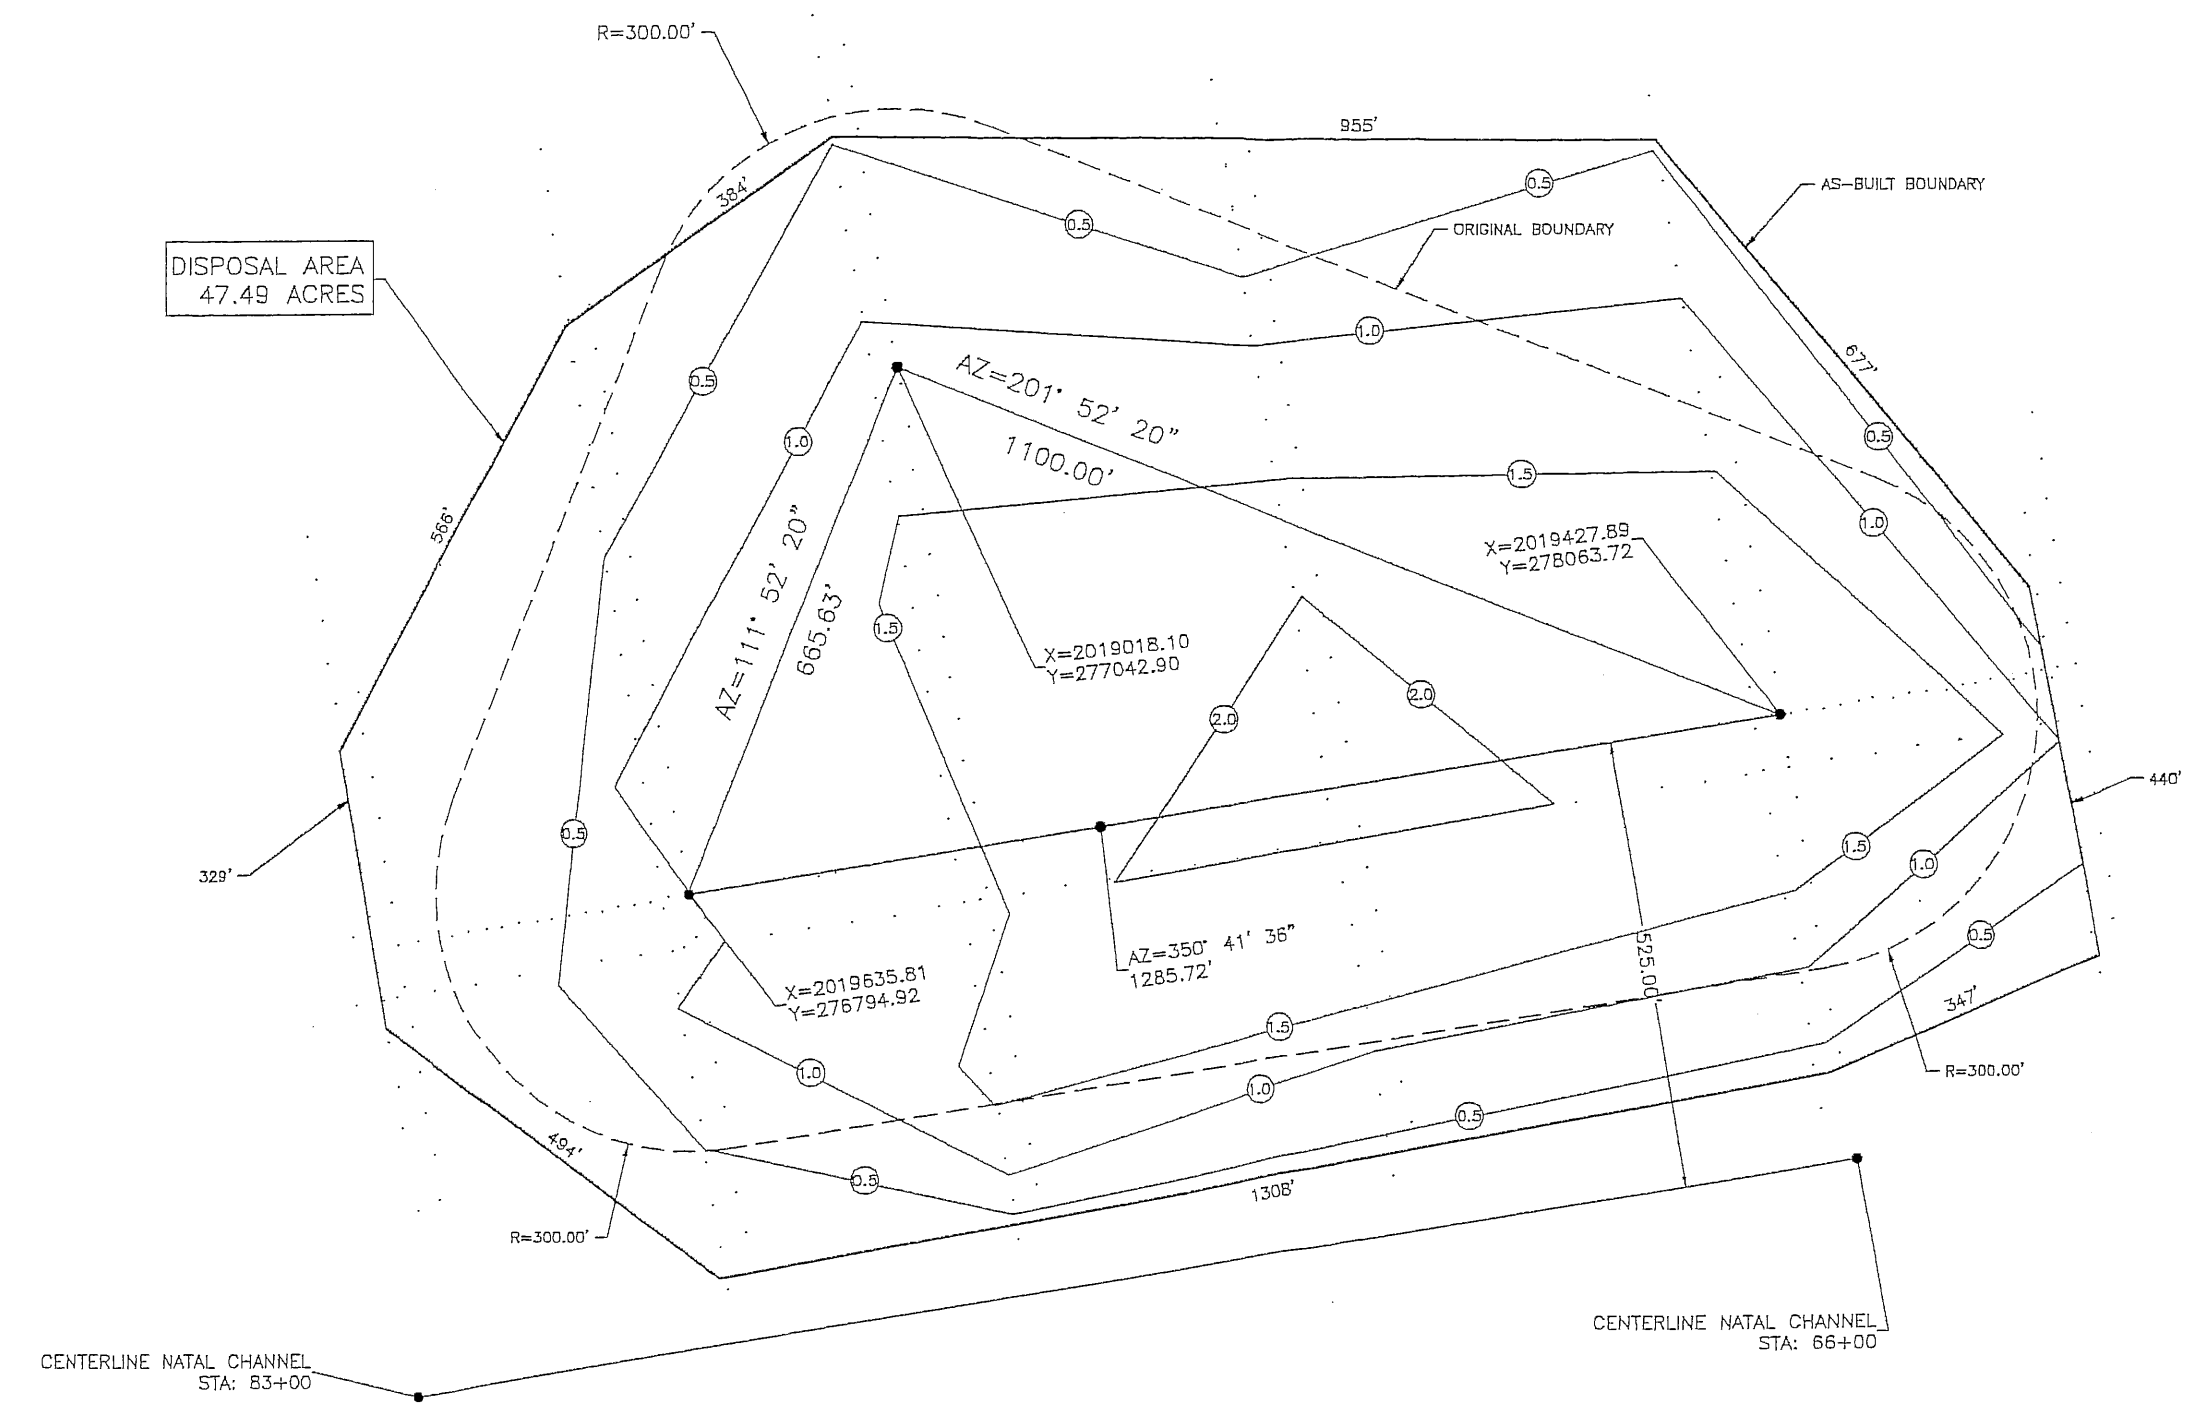 R=300.00'
955'
384'
AS-BUILT BOUNDARY
0.5
0.5
ORIGINAL BOUNDARY
DISPOSAL AREA
47.49 ACRES
1.0
677'
0.5
AZ=201° 52' 20"
1100.00'
1.0
0.5
1.5
566'
1.0
AZ=111° 52' 20"
665.63'
X=2019427.89
Y=278063.72
1.5
X=2019018.10
Y=277042.90
2.0
2.0
440'
0.5
1.5
1.0
329'
0.5
525.00'
AZ=350° 41' 36"
1285.72'
X=2019635.81
Y=276794.92
347'
1.5
1.0
1.0
R=300.00'
0.5
494'
0.5
1308'
R=300.00'
CENTERLINE NATAL CHANNEL
STA: 66+00
CENTERLINE NATAL CHANNEL
STA: 83+00